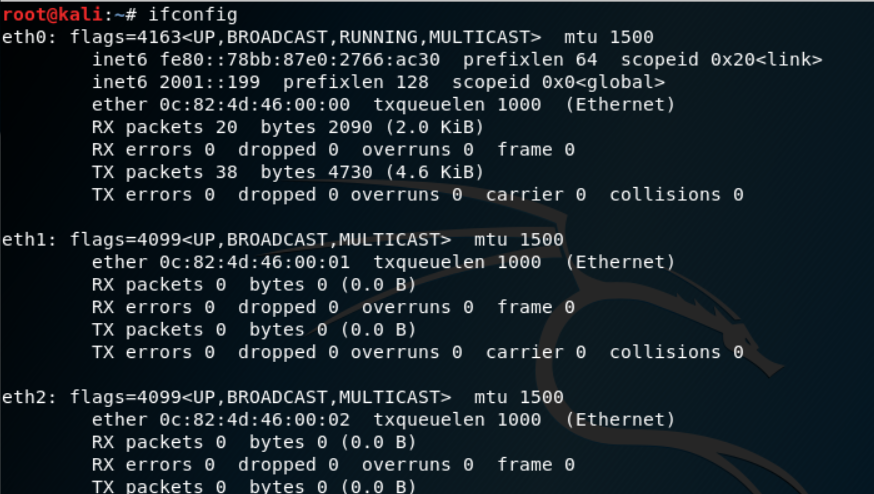 root@kali:~# ifconfig
eth0: flags=4163<UP,BROADCAST,RUNNING,MULTICAST>  mtu 1500
        inet6 fe80::78bb:87e0:2766:ac30  prefixlen 64  scopeid 0x20<link>
        inet6 2001::199  prefixlen 128  scopeid 0x0<global>
        ether 0c:82:4d:46:00:00  txqueuelen 1000  (Ethernet)
        RX packets 20  bytes 2090 (2.0 KiB)
        RX errors 0  dropped 0  overruns 0  frame 0
        TX packets 38  bytes 4730 (4.6 KiB)
        TX errors 0  dropped 0 overruns 0  carrier 0  collisions 0

eth1: flags=4099<UP,BROADCAST,MULTICAST>  mtu 1500
        ether 0c:82:4d:46:00:01  txqueuelen 1000  (Ethernet)
        RX packets 0  bytes 0 (0.0 B)
        RX errors 0  dropped 0  overruns 0  frame 0
        TX packets 0  bytes 0 (0.0 B)
        TX errors 0  dropped 0 overruns 0  carrier 0  collisions 0

eth2: flags=4099<UP,BROADCAST,MULTICAST>  mtu 1500
        ether 0c:82:4d:46:00:02  txqueuelen 1000  (Ethernet)
        RX packets 0  bytes 0 (0.0 B)
        RX errors 0  dropped 0  overruns 0  frame 0
        TX packets 0  bytes 0 (0.0 B)